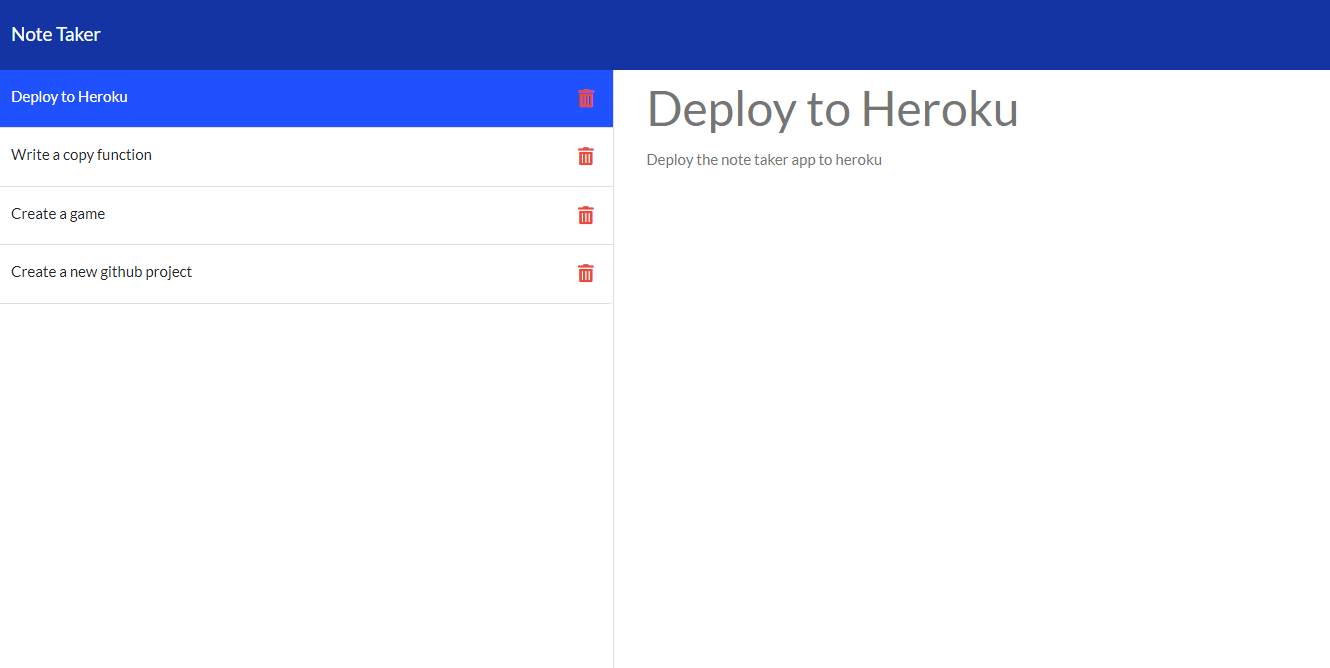 Note Taker
Deploy to Heroku
Write a copy function
Create a game
Create a new github project
Deploy to Heroku
Deploy the note taker app to heroku